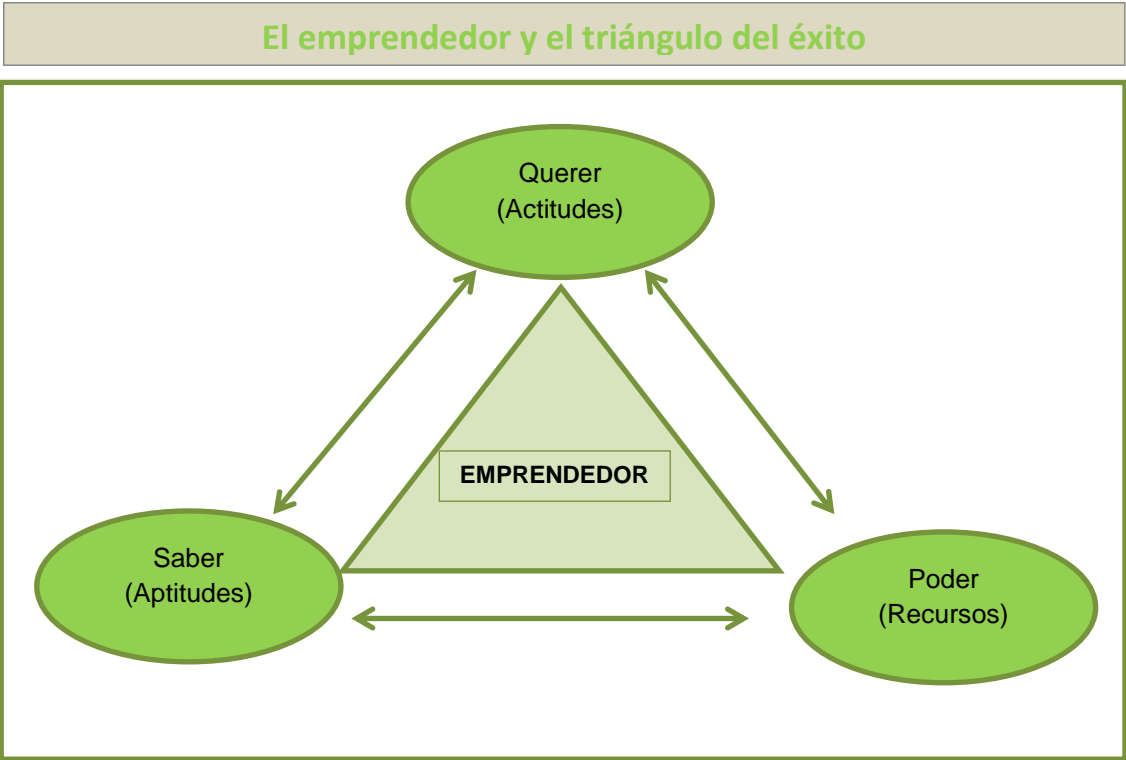 El emprendedor y el triángulo del éxito
Querer
(Actitudes)
EMPRENDEDOR
Saber
(Aptitudes)
Poder
(Recursos)